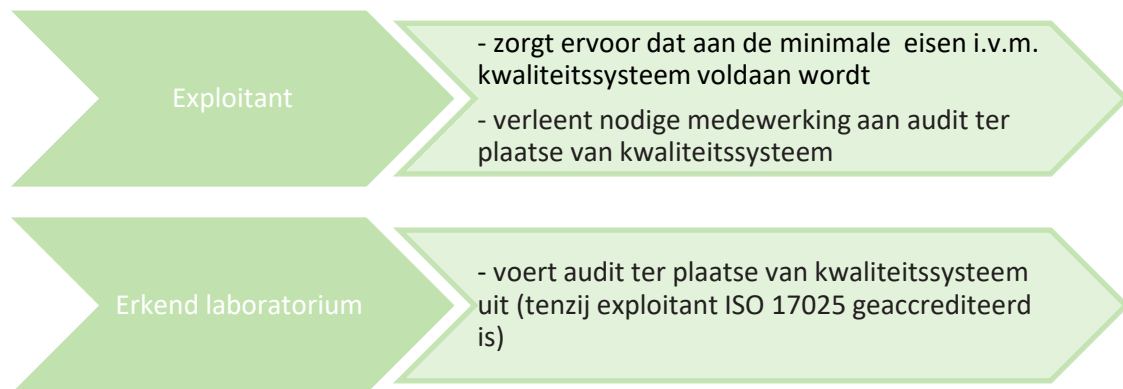 Exploitant
- zorgt ervoor dat aan de minimale eisen i.v.m.
kwaliteitssysteem voldaan wordt
- verleent nodige medewerking aan audit ter
plaatse van kwaliteitssysteem
Erkend laboratorium
- voert audit ter plaatse van kwaliteitssysteem
uit (tenzij exploitant ISO 17025 geaccrediteerd
is)